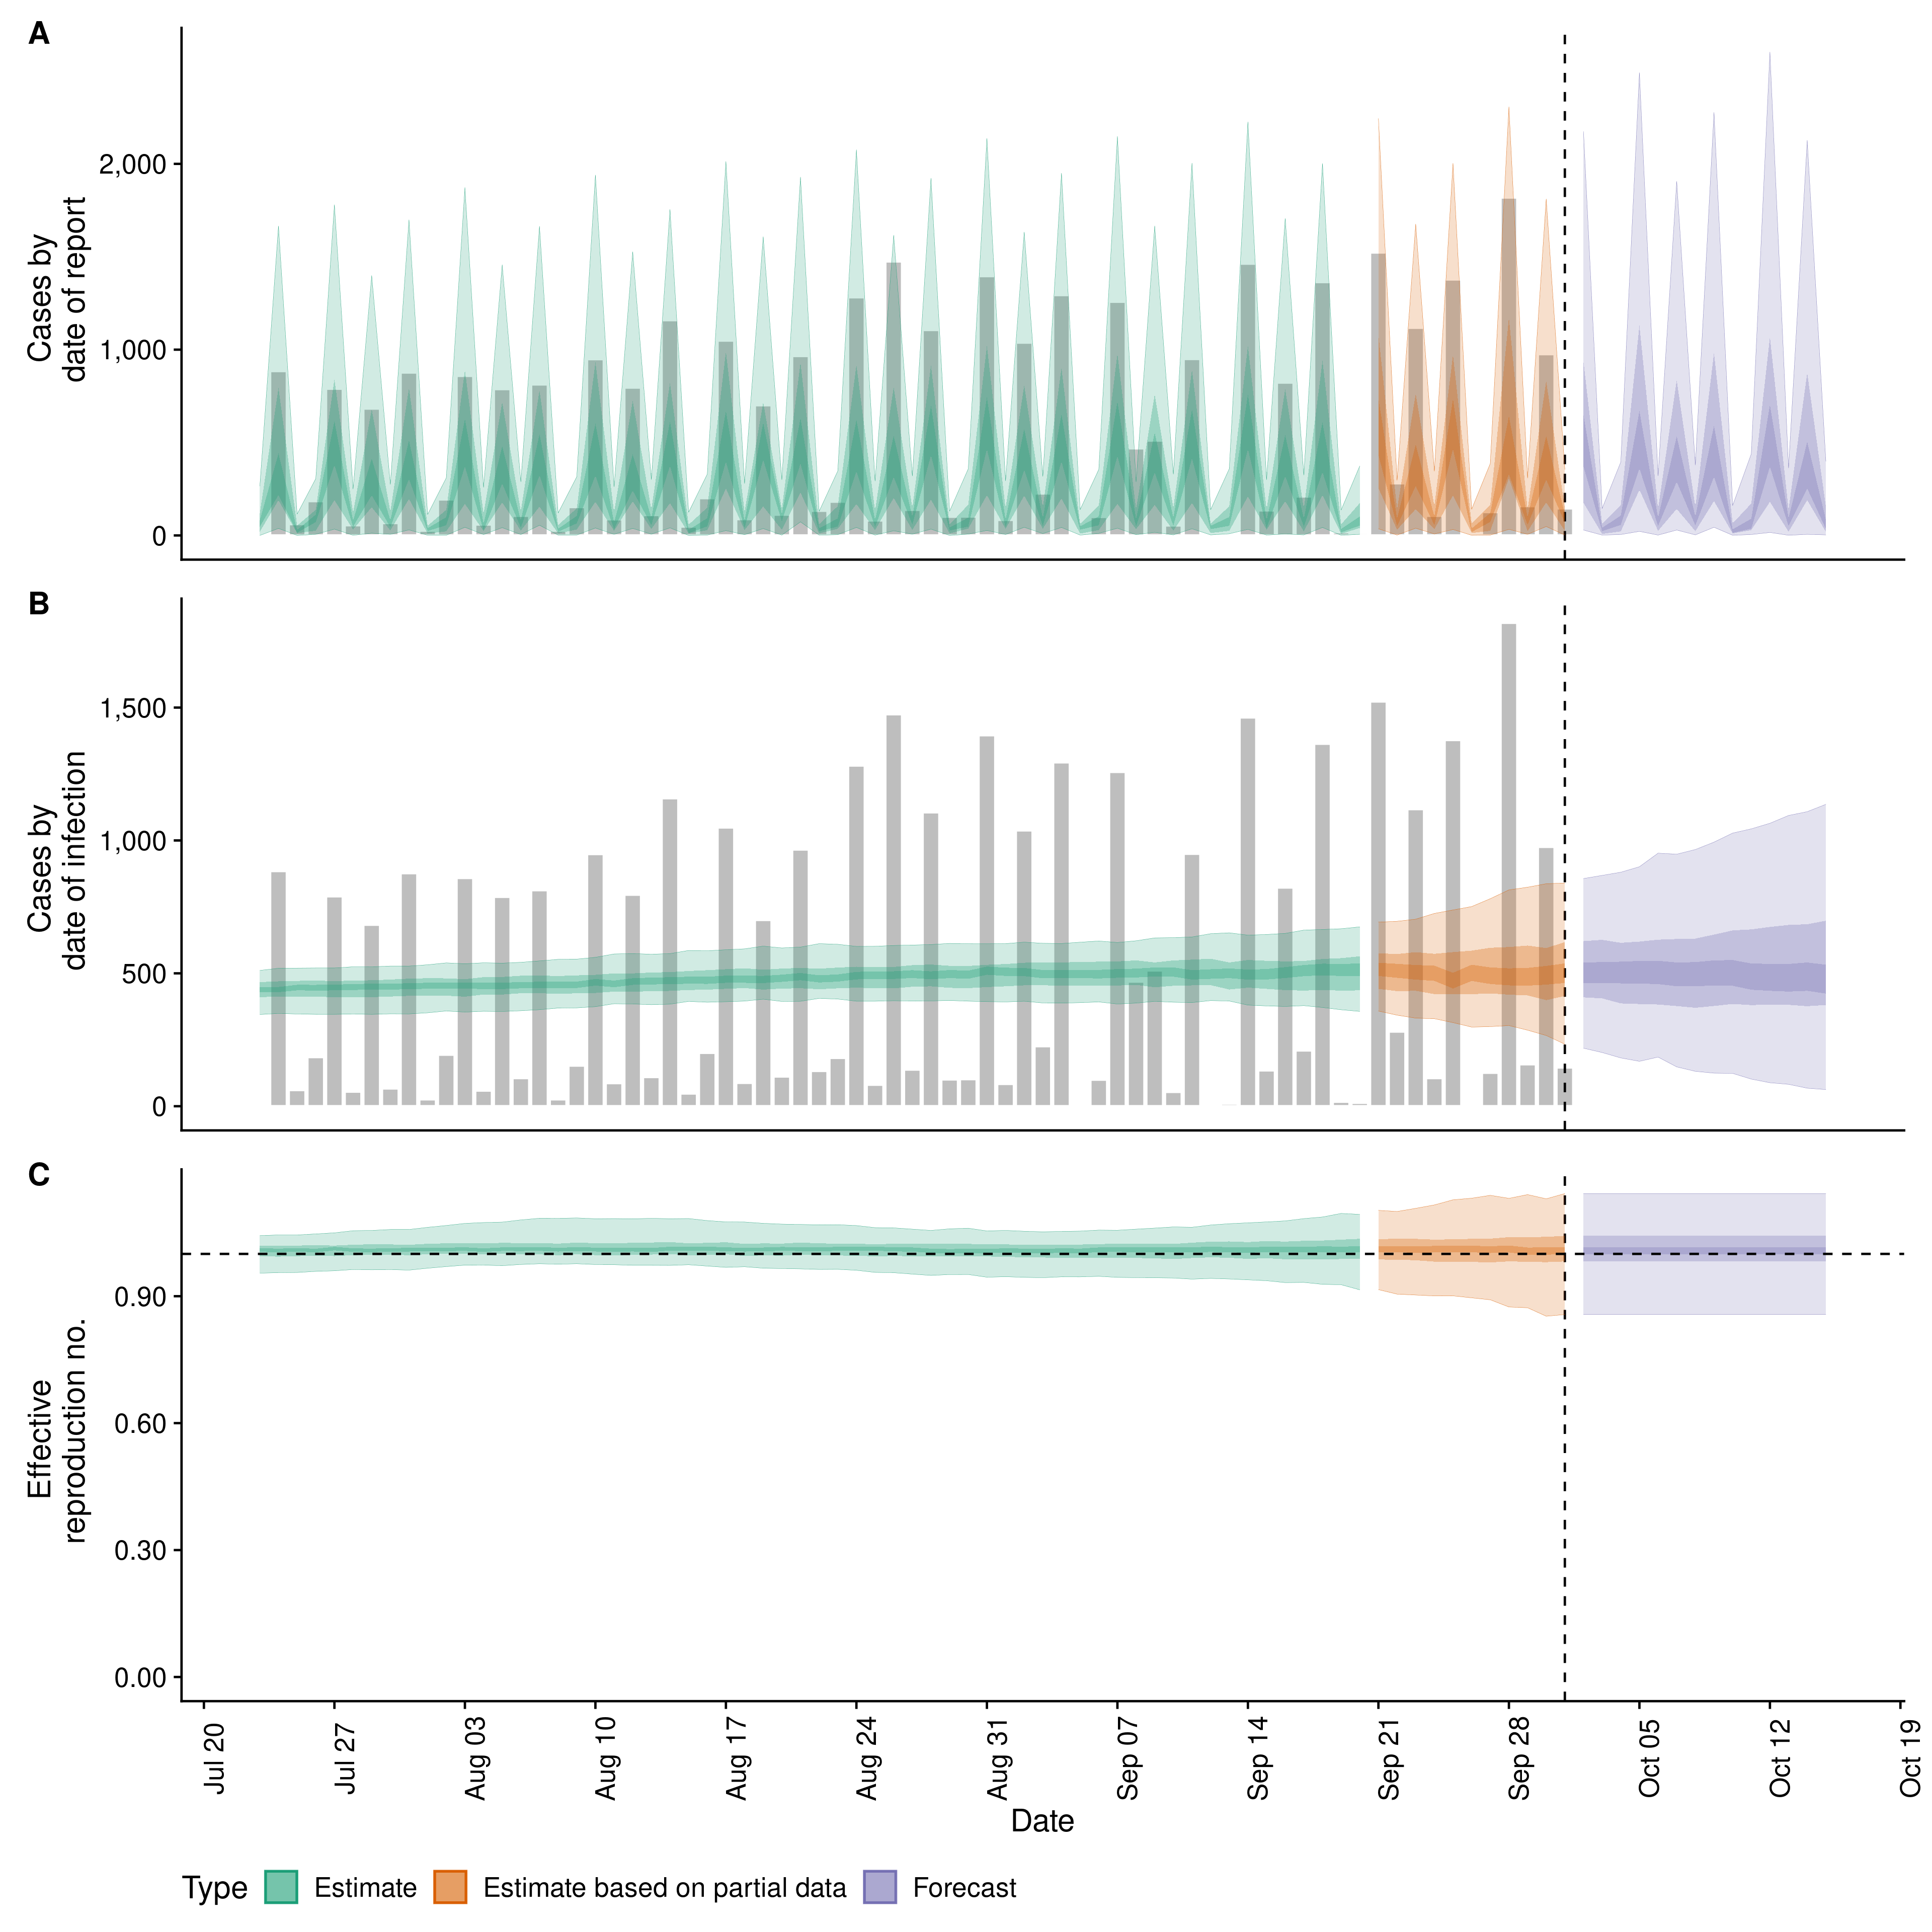 A
Cases by
date of report
2,000
1,000
0
B
Cases by
date of infection
1,500
1,000
500
0
C
Effective
reproduction no.
0.90
0.60
0.30
0.00
Jul 20
Jul 27
Aug 03
Aug 10
Aug 17
Aug 24
Aug 31
Sep 07
Sep 14
Sep 21
Sep 28
Oct 05
Oct 12
Oct 19
Date
Type
Estimate
Estimate based on partial data
Forecast